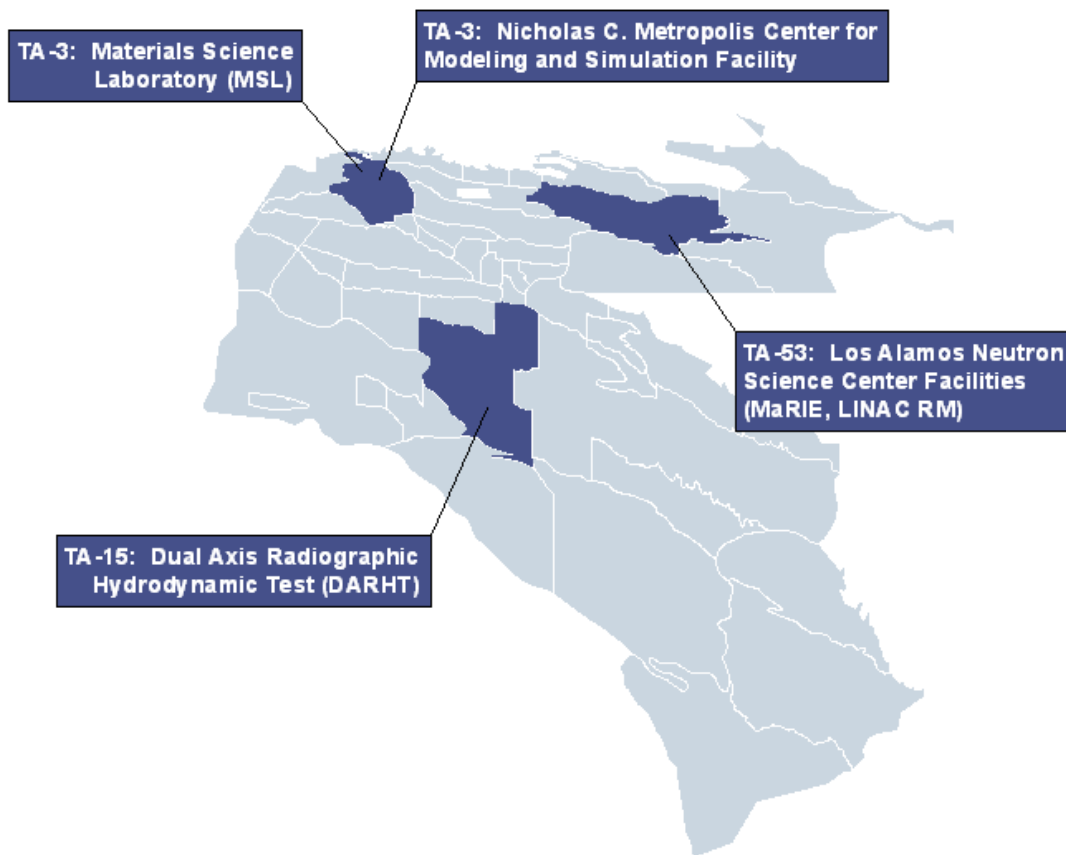 TA-3: Materials Science
Laboratory (MSL)
TA-3: Nicholas C. Metropolis Center for
Modeling and Simulation Facility
TA-53: Los Alamos Neutron
Science Center Facilities
(MaRIE, LINAC RM)
TA-15: Dual Axis Radiographic
Hydrodynamic Test (DARHT)